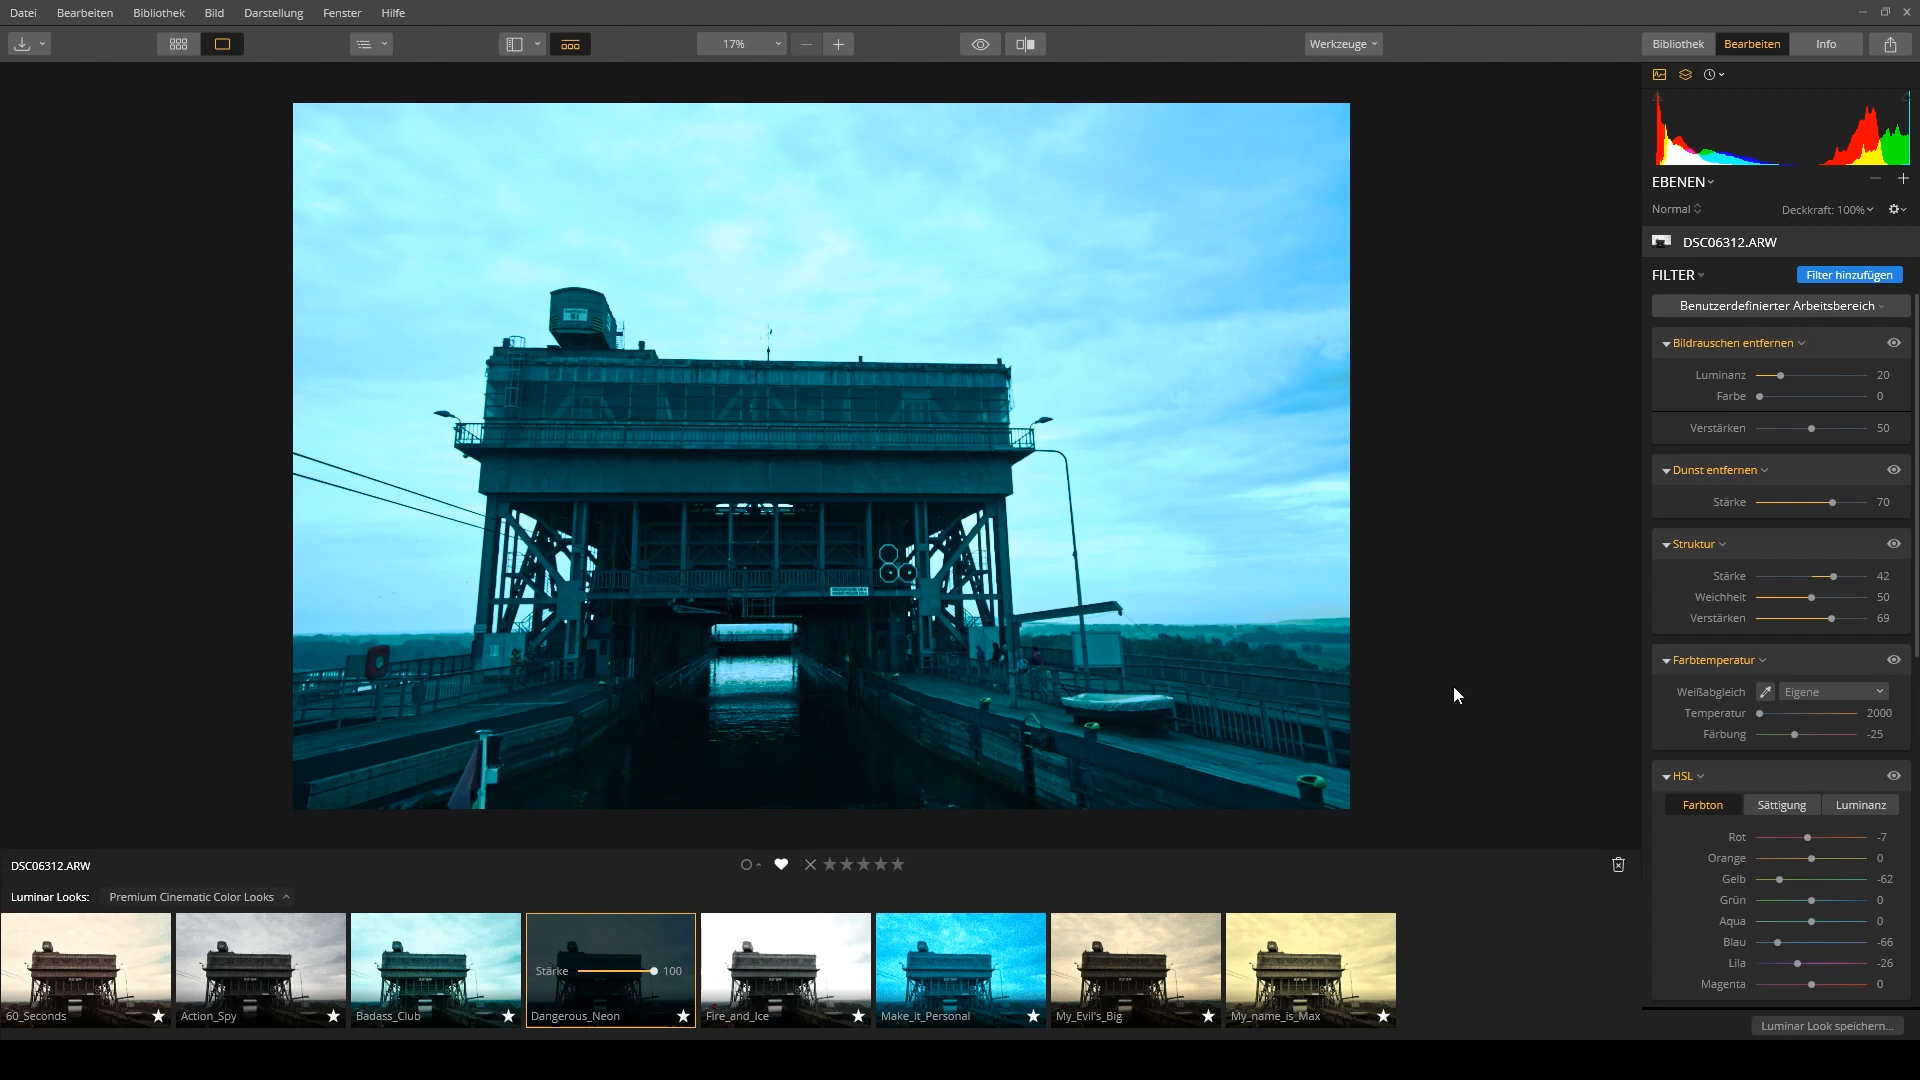 Datei Bearbeiten Bibliothek Bild Darstellung Fenster Hilfe
17% Werkzeuge Bibliothek Bearbeiten Info
EBENEN
Normal Deckkraft: 100%
DSC06312.ARW
FILTER Filter hinzufügen
Benutzerdefinierter Arbeitsbereich
Bildrauschen entfernen
Luminanz 20
Farbe 0
Verstärken 50
Dunst entfernen
Stärke 70
Struktur
Stärke 42
Weichheit 50
Verstärken 69
Farbtemperatur
Weißabgleich Eigene
Temperatur 2000
Färbung -25
HSL
Farbton Sättigung Luminanz
Rot -7
Orange 0
Gelb -62
Grün 0
Aqua 0
Blau -66
Lila -26
Magenta 0
Luminar Look speichern...
DSC06312.ARW
Luminar Looks: Premium Cinematic Color Looks
Stärke 100
60_Seconds Action_Spy Badass_Club Dangerous_Neon Fire_and_Ice Make_it_Personal My_Evil's_Big My_name_is_Max